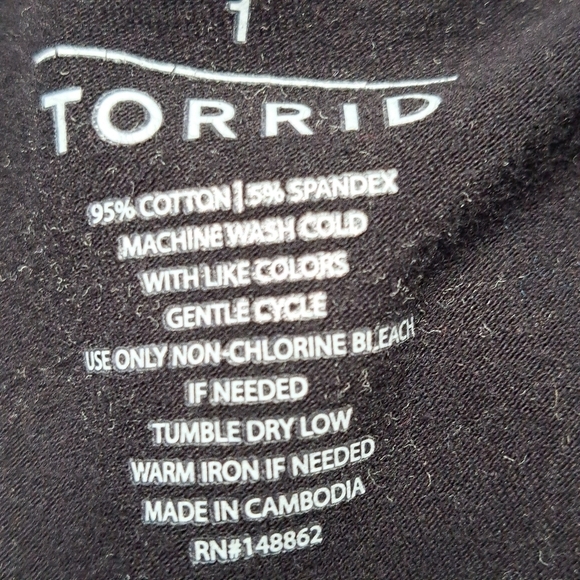 1
TORRID
95% COTTON | 5% SPANDEX
MACHINE WASH COLD
WITH LIKE COLORS
GENTLE CYCLE
USE ONLY NON-CHLORINE BLEACH
IF NEEDED
TUMBLE DRY LOW
WARM IRON IF NEEDED
MADE IN CAMBODIA
RN#148862